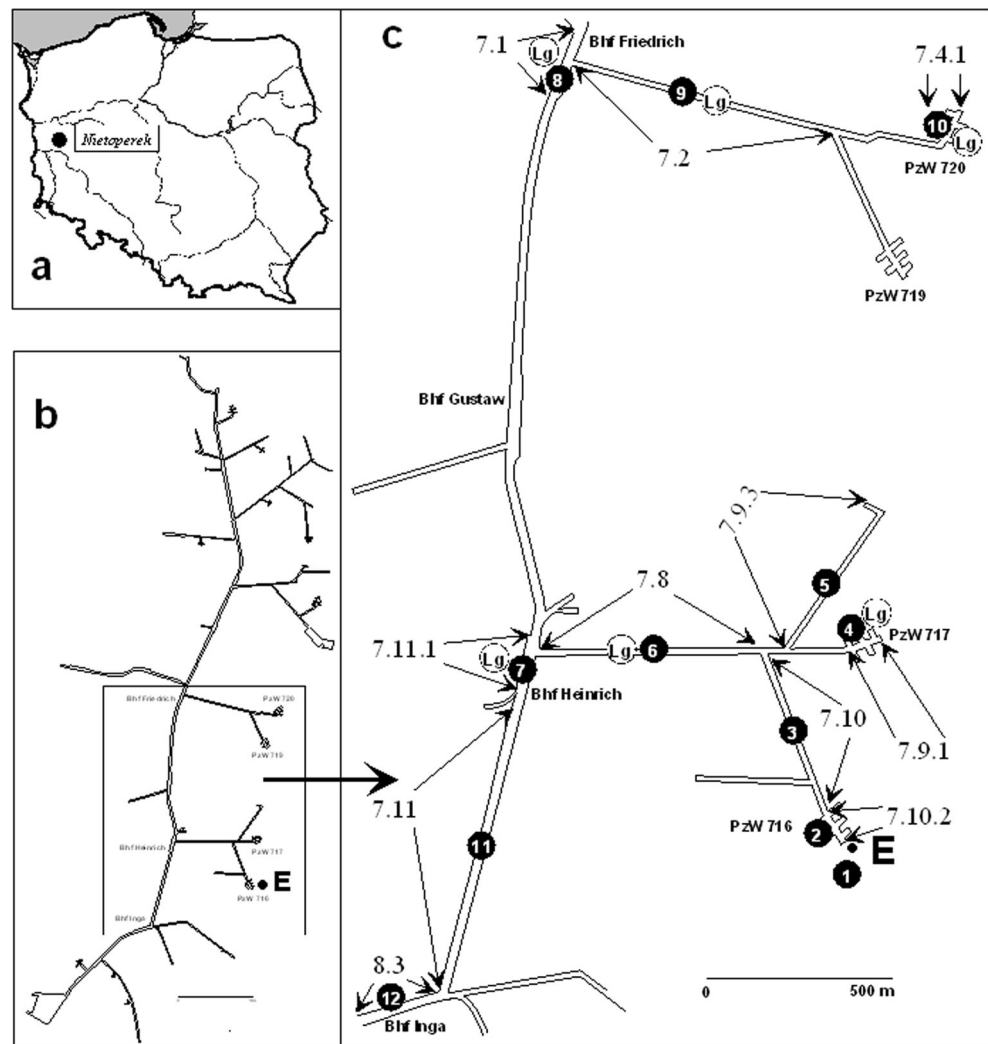 a
Nietoperek
b
Bhf Friedrich
PzW 720
PzW 719
Bhf Heinrich
PzW 717
E
PzW 716
Bhf Inga
c
7.1
Lg
Bhf Friedrich
8
9
Lg
7.4.1
10
Lg
7.2
PzW 720
PzW 719
Bhf Gustaw
7.9.3
7.8
5
Lg
4
PzW 717
7.11.1
Lg
7
Lg
6
Bhf Heinrich
7.10
7.9.1
3
7.11
PzW 716
2
7.10.2
E
11
1
8.3
12
Bhf Inga
0 500 m